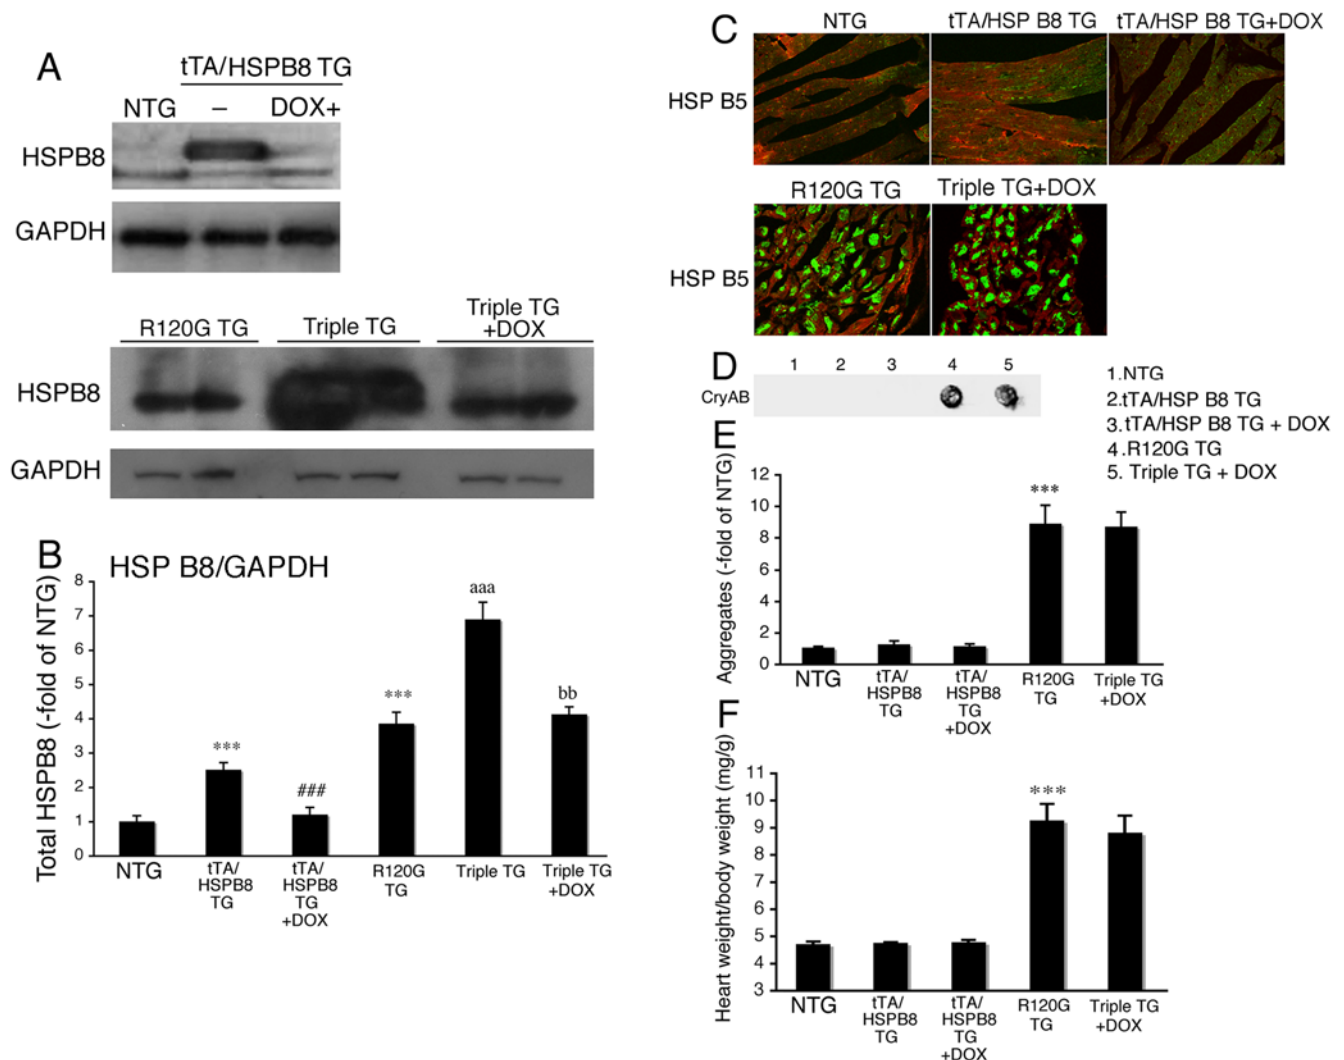 A
tTA/HSPB8 TG
NTG – DOX+
HSPB8
GAPDH
R120G TG Triple TG Triple TG
+DOX
HSPB8
GAPDH
B HSP B8/GAPDH
Total HSPB8 (-fold of NTG)
8
7
6
5
4
3
2
1
0
*** ### *** aaa bb
NTG
tTA/
HSPB8
TG
tTA/
HSPB8
TG
+DOX
R120G
TG
Triple TG
Triple TG
+DOX
C
NTG tTA/HSP B8 TG tTA/HSP B8 TG+DOX
HSP B5
R120G TG Triple TG+DOX
HSP B5
D
1 2 3 4 5
CryAB
1.NTG
2.tTA/HSP B8 TG
3.tTA/HSP B8 TG + DOX
4.R120G TG
5. Triple TG + DOX
E
Aggregates (-fold of NTG)
12
10
8
6
4
2
0
***
NTG
tTA/
HSPB8
TG
tTA/
HSPB8
TG
+DOX
R120G
TG
Triple TG
+DOX
F
Heart weight/body weight (mg/g)
11
10
9
8
7
6
5
4
3
***
NTG
tTA/
HSPB8
TG
tTA/
HSPB8
TG
+DOX
R120G
TG
Triple TG
+DOX